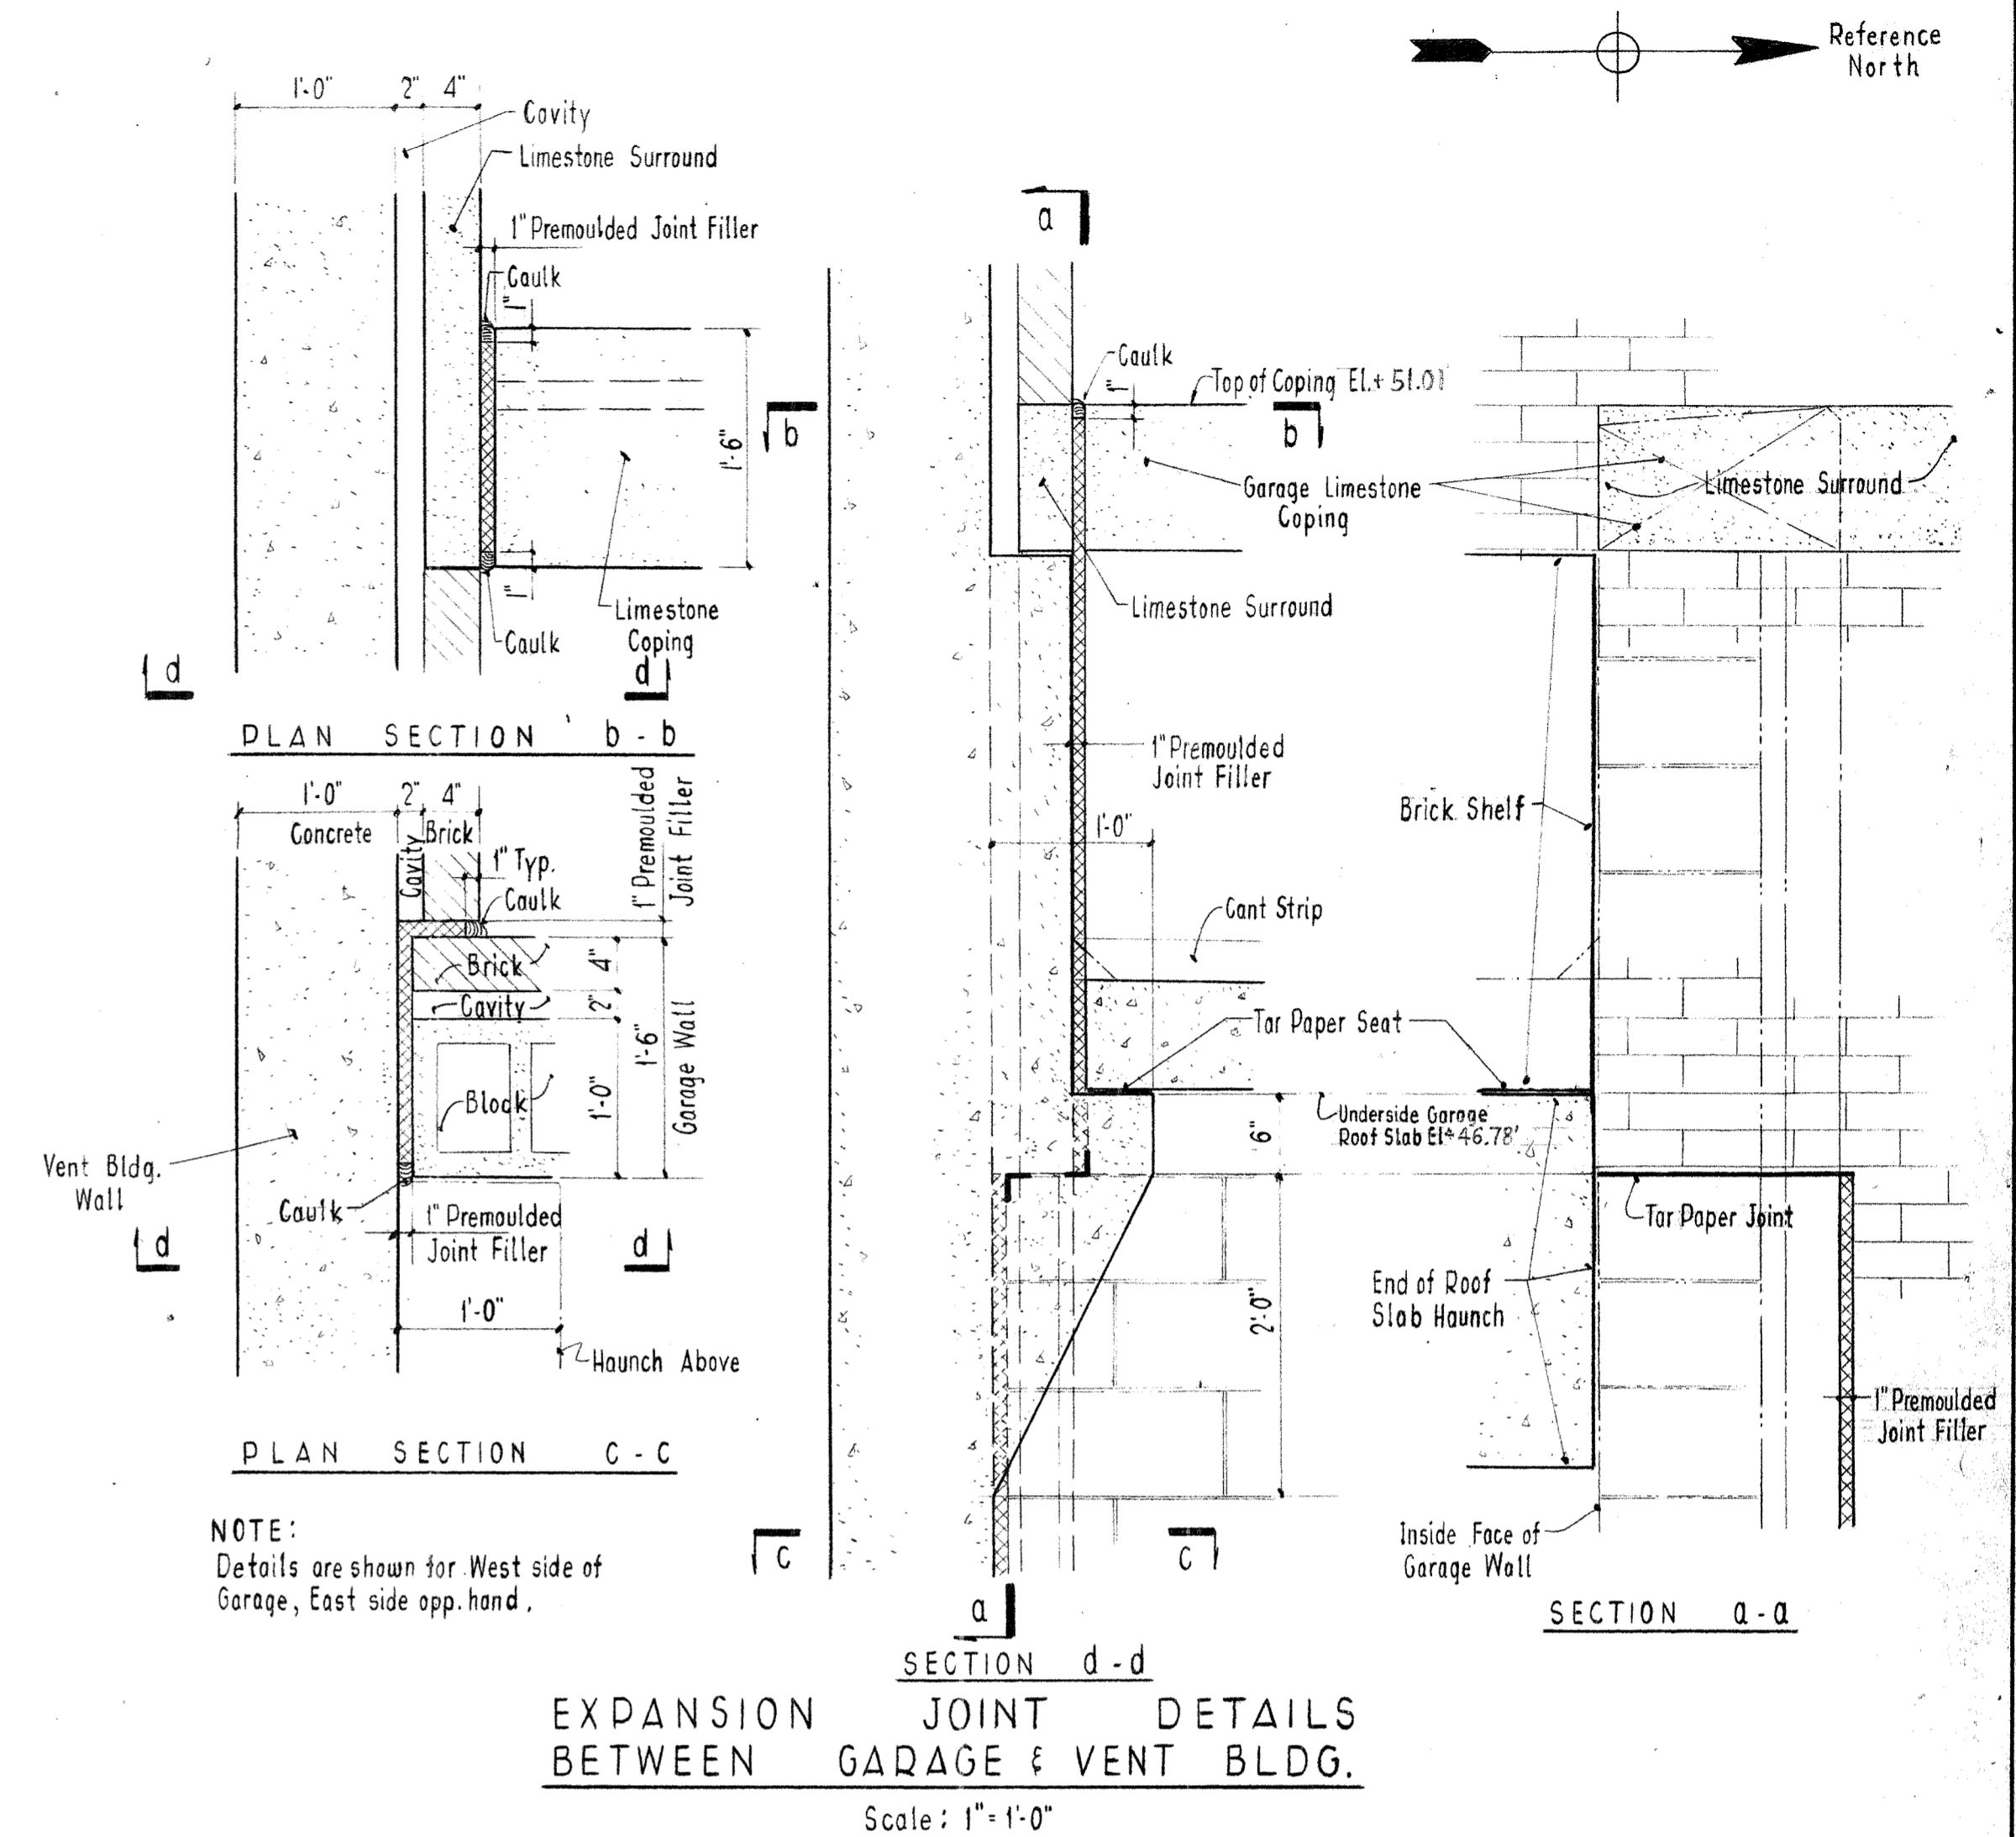 Reference
North
1'-0" 2" 4"
Cavity
Limestone Surround
1" Premoulded Joint Filler
Caulk
1"
1'-6"
1"
Limestone
Coping
Caulk
d d
b b
PLAN SECTION b - b
1'-0" 2" 4"
Concrete
Cavity
Brick
1" Typ.
Caulk
1" Premoulded
Joint Filler
Brick
Cavity
Block
4"
2"
1'-0"
1'-6"
Garage Wall
Vent Bldg.
Wall
Caulk
1" Premoulded
Joint Filler
d d
1'-0"
Haunch Above
PLAN SECTION C - C
NOTE:
Details are shown for West side of
Garage, East side opp. hand.
a
Caulk
1"
Top of Coping El.+ 51.01
Garage Limestone
Coping
Limestone Surround
Limestone Surround
1" Premoulded
Joint Filler
1'-0"
Brick Shelf
Cant Strip
Tar Paper Seat
Underside Garage
Roof Slab El+ 46.78'
6"
2'-0"
Tar Paper Joint
End of Roof
Slab Haunch
1" Premoulded
Joint Filler
Inside Face of
Garage Wall
c c
a
SECTION a - a
SECTION d - d
EXPANSION JOINT DETAILS
BETWEEN GARAGE & VENT BLDG.
Scale: 1" = 1'-0"